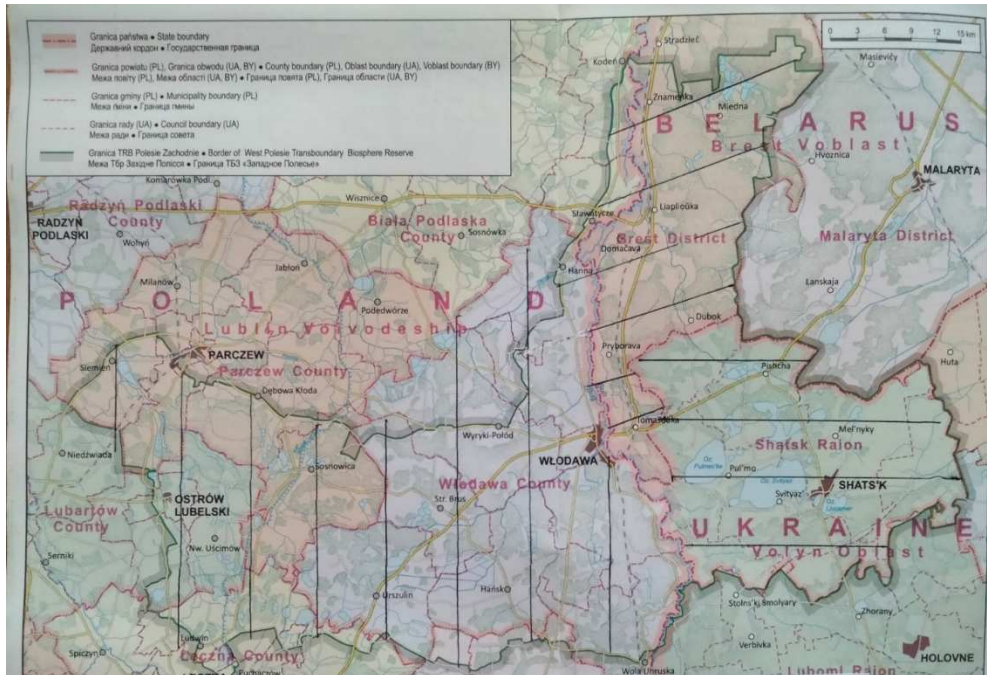 Granica państwa ● State boundary
Державний кордон ● Государственная граница
Granica powiatu (PL), Granica obwodu (UA, BY) ● County boundary (PL), Oblast boundary (UA), Voblast boundary (BY)
Межа повіту (PL), Межа області (UA, BY) ● Граница повята (PL), Граница области (UA, BY)
Granica gminy (PL) ● Municipality boundary (PL)
Межа гміни ● Граница гмины
Granica rady (UA) ● Council boundary (UA)
Межа ради ● Граница совета
Granica TRB Polesie Zachodnie ● Border of West Polesie Transboundary Biosphere Reserve
Межа ТБР Західне Полісся ● Граница ТБЗ «Западное Полесье»
0 3 6 9 12 15 km
Stradzieč
Kodeń
Masievičy
Znamenka
Miedna
BELARUS
Brest Voblast
Hvoznica
MALARYTA
Komarówka Podl.
Wisznice
Radzyń Podlaski
County
RADZYŃ
PODLASKI
Wohyń
Biała Podlaska
County
Sosnówka
Sławatycze
Liaplioŭka
Domačava
Brest District
Malaryta District
Jabłoń
Hanna
Milanów
Lanskaja
POLAND
Podedwórze
Lublin Voivodeship
Dubok
PARCZEW
Parczew County
Siemień
Pryborava
Huta
Pishcha
Dębowa Kłoda
Wyryki-Połód
Tomašoŭka
Mel'nyky
Shatsk Raion
Niedźwiada
Sosnowica
WŁODAWA
Włodawa County
Pul'mo
SHATS'K
Svityaz'
OSTRÓW
LUBELSKI
Str. Brus
Lubartów
County
UKRAINE
Volyn Oblast
Nw. Uścimów
Serniki
Urszulin
Hańsk
Stolins'ki Smolyary
Zhorany
Verbivka
Ludwin
Spiczyn
Łęczna County
Puchaczów
Wola Uhruska
HOLOVNE
Luboml Raion